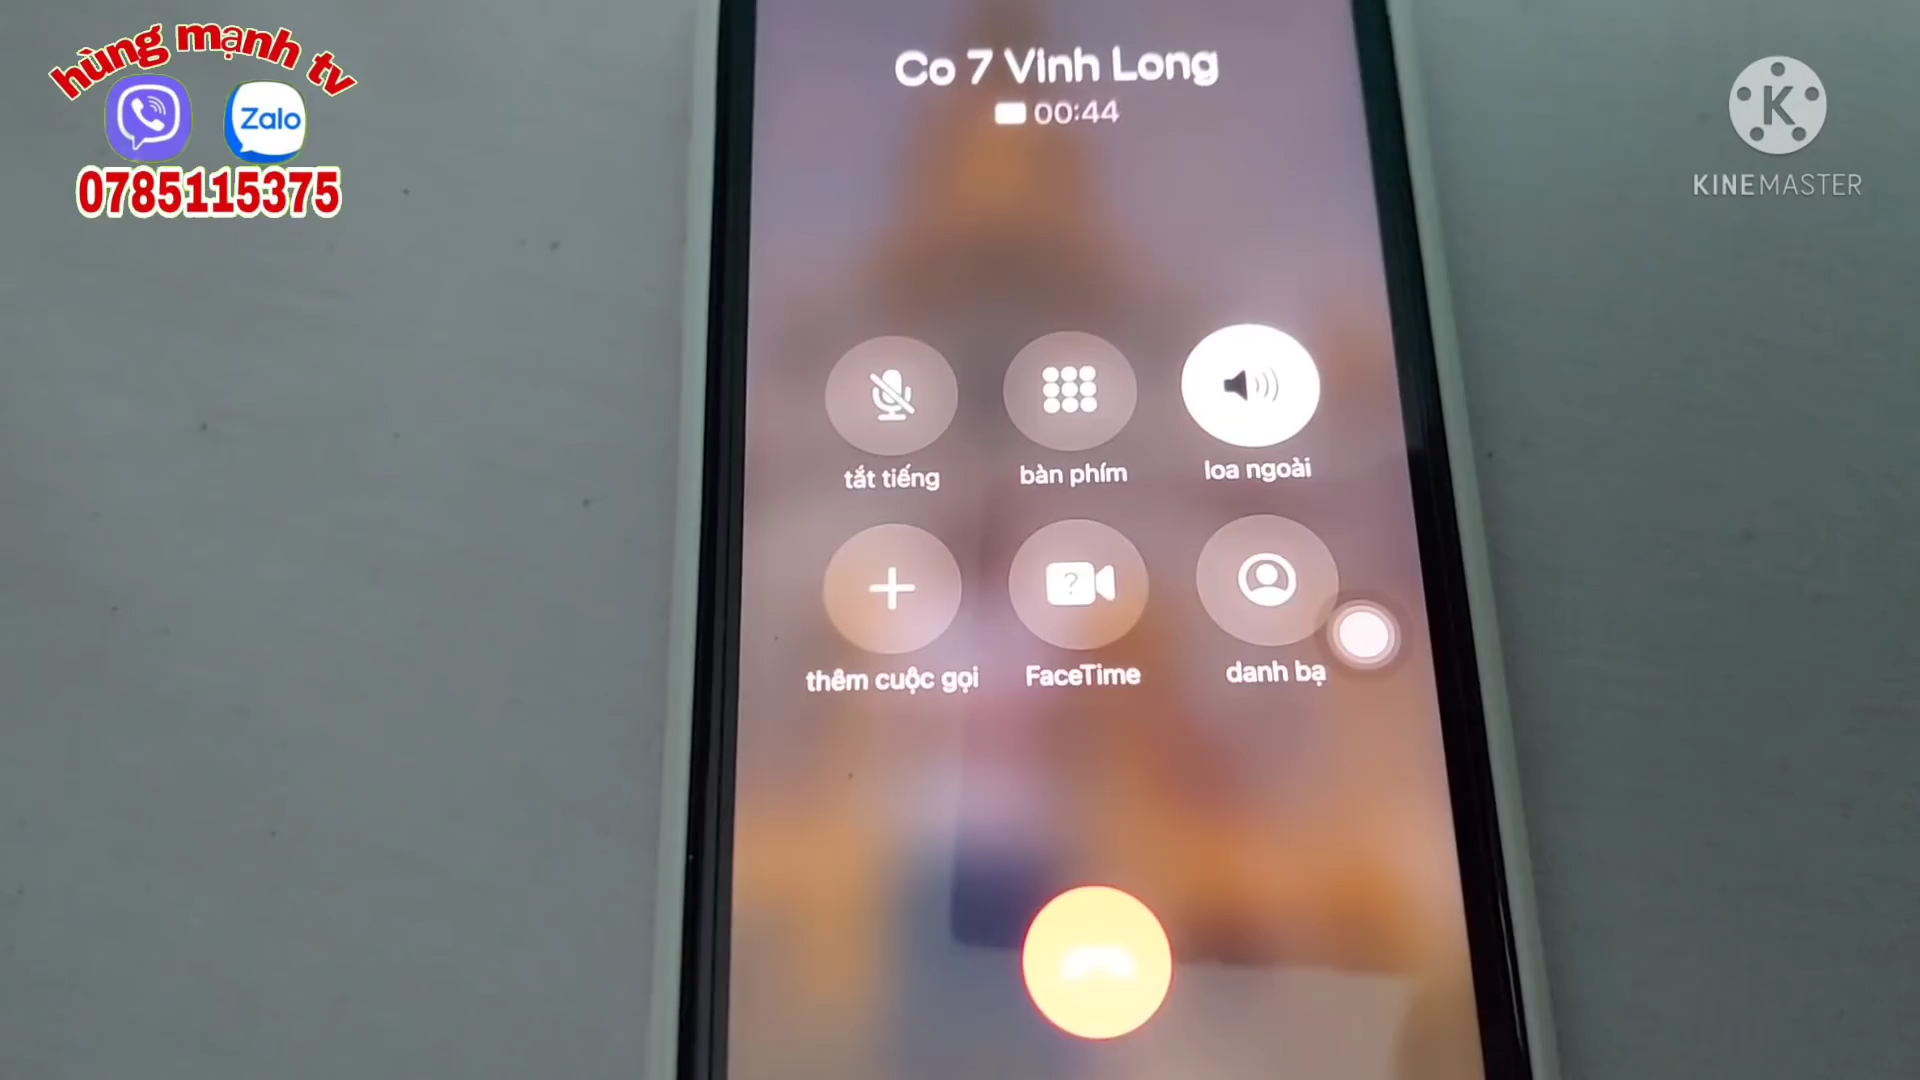 hùng mạnh tv
Zalo
0785115375
Co 7 Vinh Long
00:44
K
KINEMASTER
tắt tiếng
bàn phím
loa ngoài
?
thêm cuộc gọi
FaceTime
danh bạ